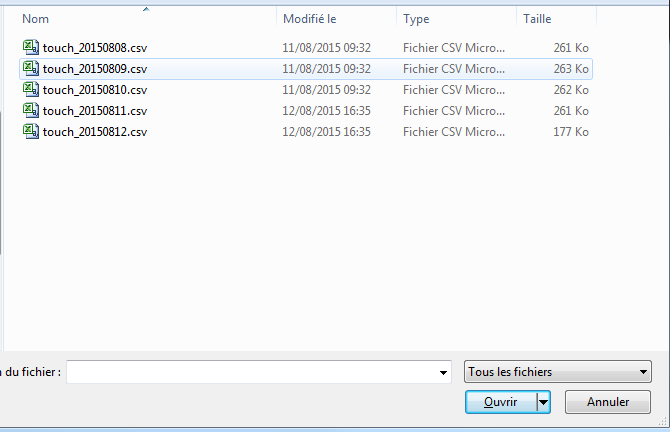 Nom Modifié le Type Taille
touch_20150808.csv 11/08/2015 09:32 Fichier CSV Micro... 261 Ko
touch_20150809.csv 11/08/2015 09:32 Fichier CSV Micro... 263 Ko
touch_20150810.csv 11/08/2015 09:32 Fichier CSV Micro... 262 Ko
touch_20150811.csv 12/08/2015 16:35 Fichier CSV Micro... 261 Ko
touch_20150812.csv 12/08/2015 16:35 Fichier CSV Micro... 177 Ko
du fichier : Tous les fichiers
Ouvrir Annuler